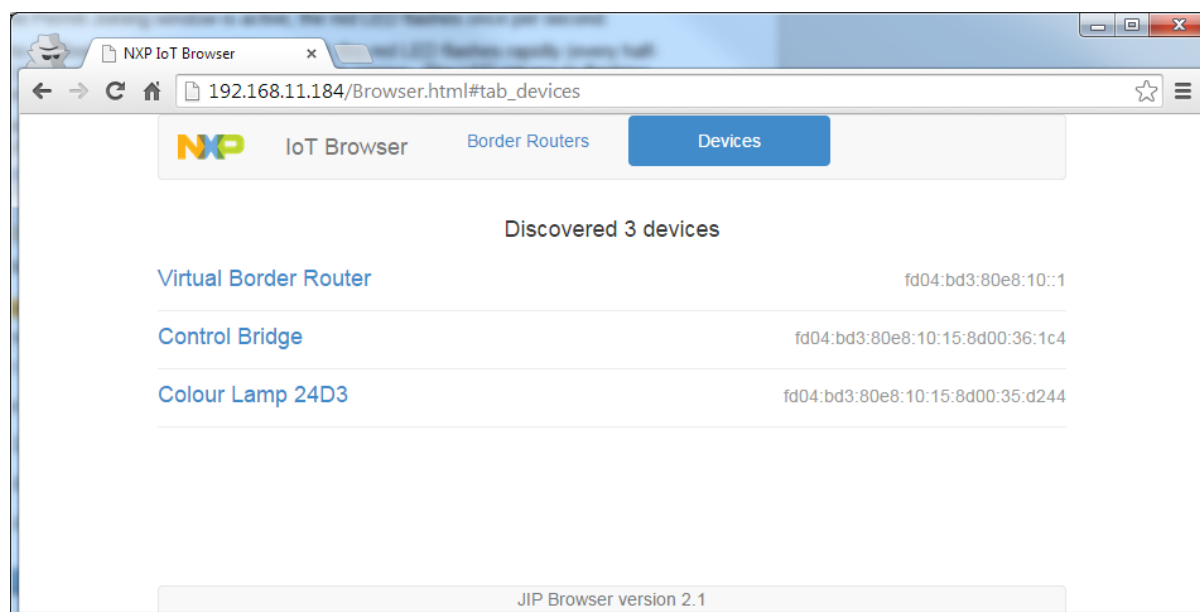 NXP IoT Browser
192.168.11.184/Browser.html#tab_devices
NXP IoT Browser Border Routers Devices
Discovered 3 devices
Virtual Border Router fd04:bd3:80e8:10::1
Control Bridge fd04:bd3:80e8:10:15:8d00:36:1c4
Colour Lamp 24D3 fd04:bd3:80e8:10:15:8d00:35:d244
JIP Browser version 2.1